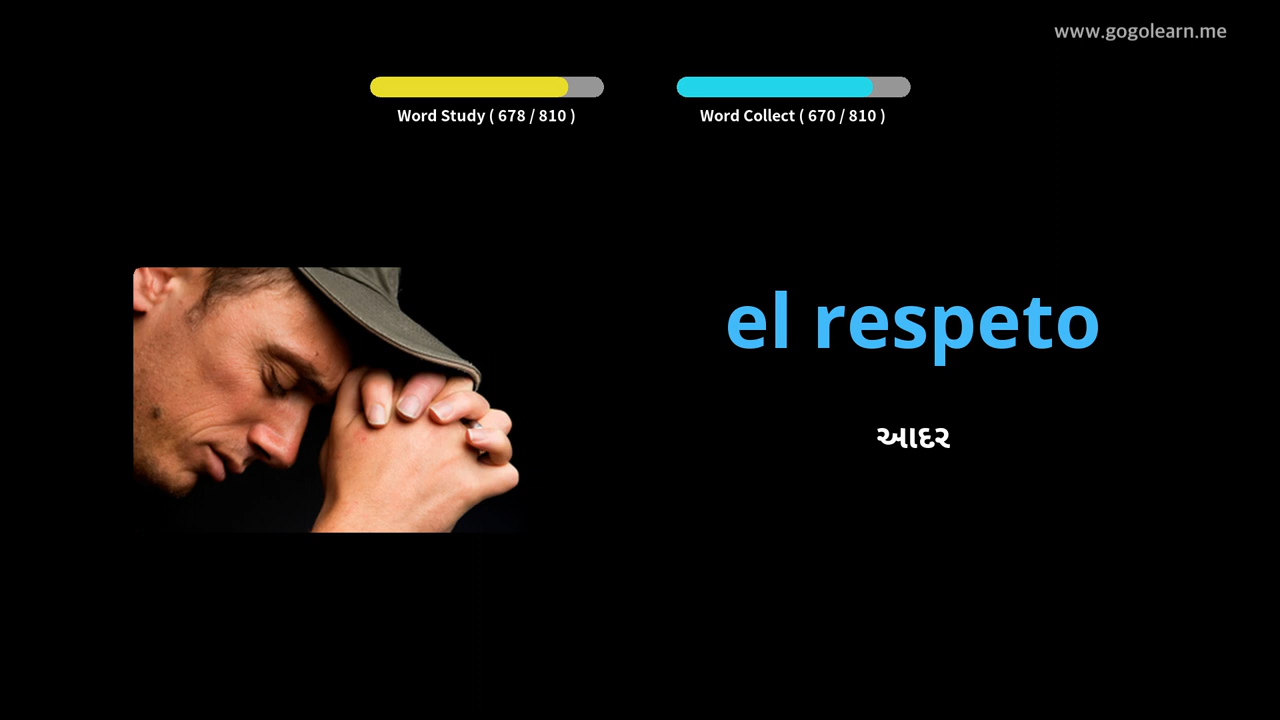 www.gogolearn.me
Word Study ( 678 / 810 )
Word Collect ( 670 / 810 )
el respeto
આદર